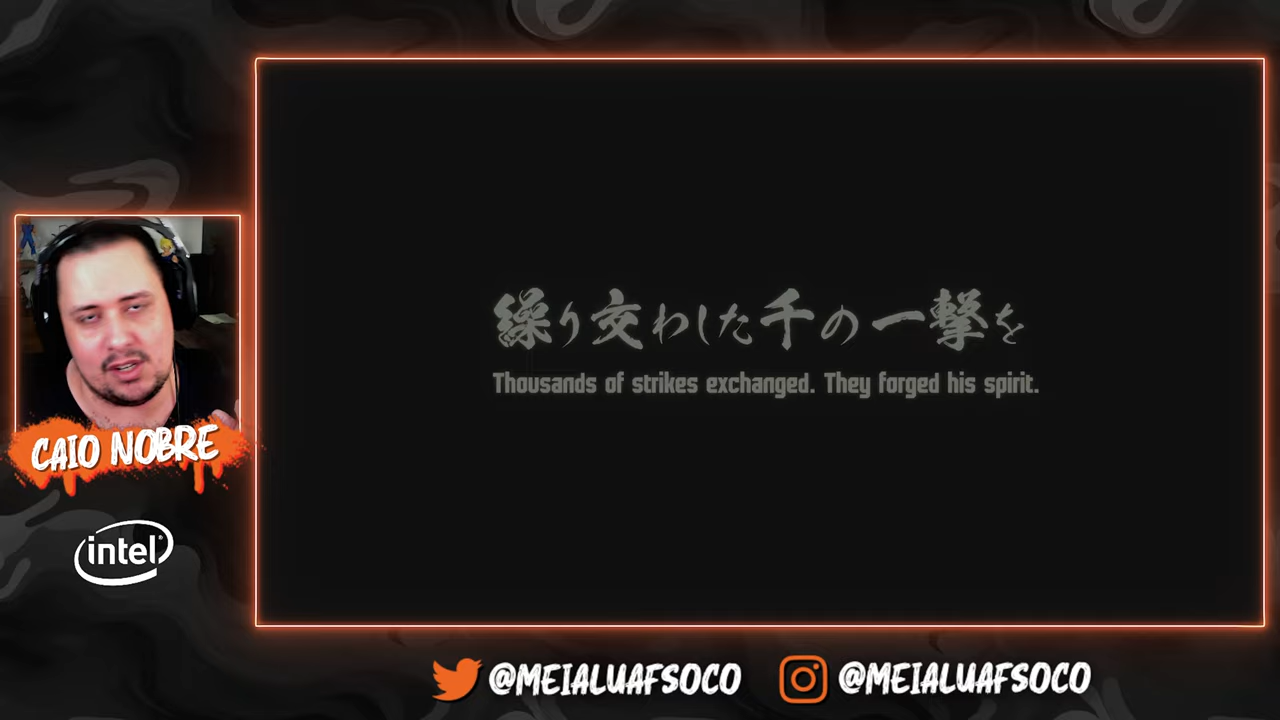 繰り交わした千の一撃を
Thousands of strikes exchanged. They forged his spirit.
CAIO NOBRE
intel
@MEIALUAFSOCO
@MEIALUAFSOCO